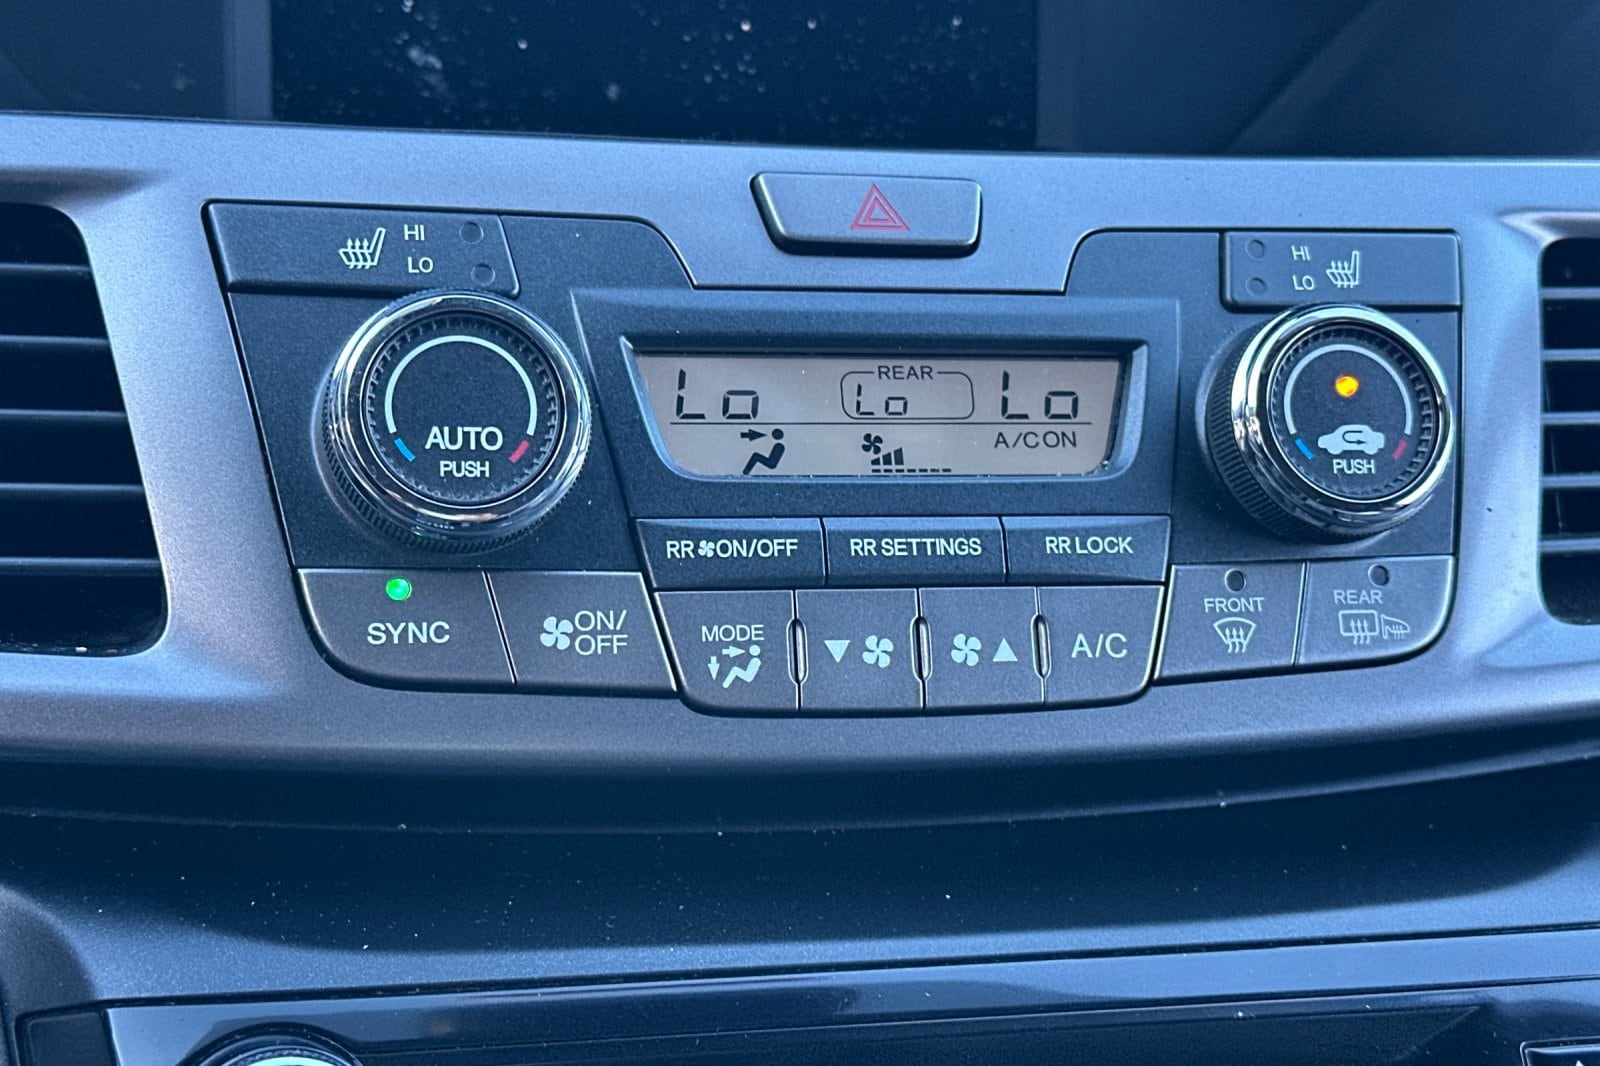 HI
LO
HI
LO
AUTO
PUSH
Lo
REAR
Lo
Lo
A/C ON
PUSH
RR ON/OFF
RR SETTINGS
RR LOCK
SYNC
ON/
OFF
MODE
A/C
FRONT
REAR